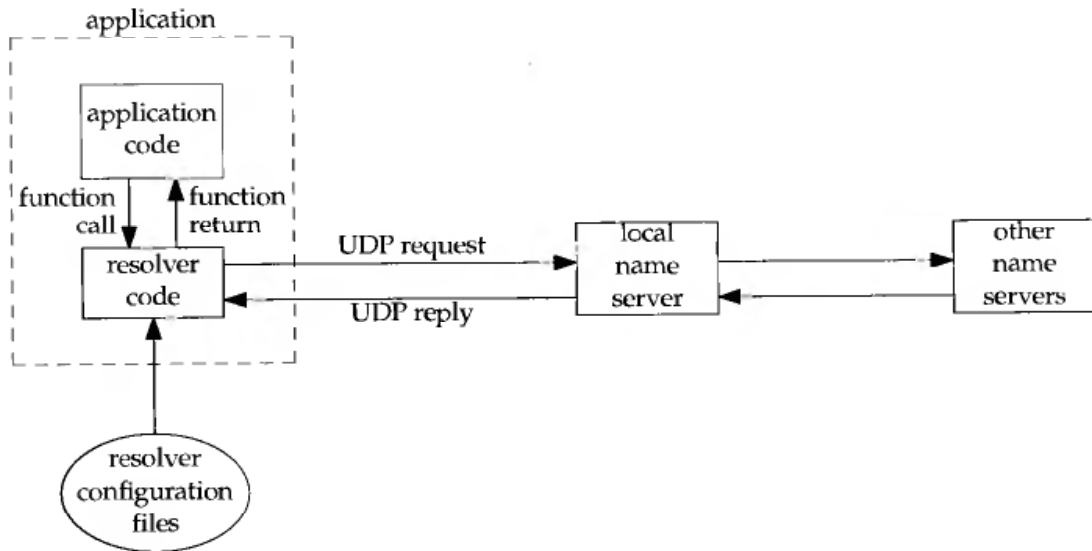 application
application
code
function
call
function
return
resolver
code
UDP request
UDP reply
local
name
server
other
name
servers
resolver
configuration
files